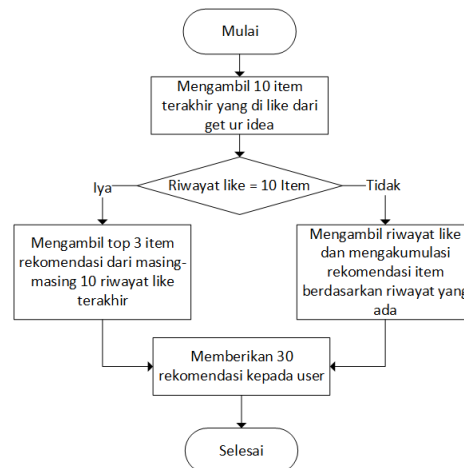 Mulai
Mengambil 10 item
terakhir yang di like dari
get ur idea
Riwayat like = 10 Item
Iya
Tidak
Mengambil top 3 item
rekomendasi dari masing-
masing 10 riwayat like
terakhir
Mengambil riwayat like
dan mengakumulasi
rekomendasi item
berdasarkan riwayat yang
ada
Memberikan 30
rekomendasi kepada user
Selesai